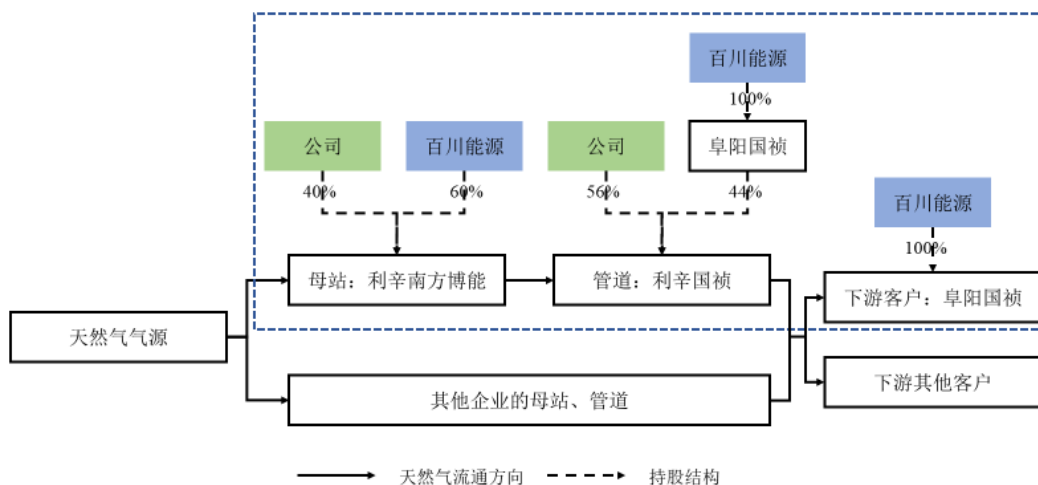 百川能源
100%
公司
百川能源
公司
阜阳国祯
40%
60%
56%
44%
百川能源
100%
母站：利辛南方博能
管道：利辛国祯
下游客户：阜阳国祯
天然气气源
其他企业的母站、管道
下游其他客户
天然气流通方向
持股结构